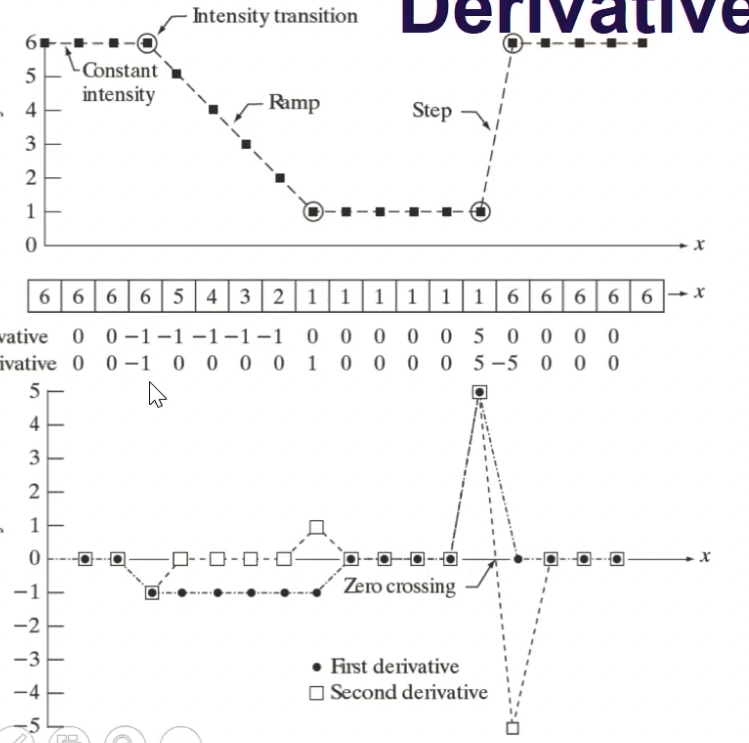 Derivative
Intensity transition
6
Constant
intensity
5
4
Ramp
Step
3
2
1
0
x
6 6 6 6 5 4 3 2 1 1 1 1 1 1 6 6 6 6 6 x
vative 0 0 −1 −1 −1 −1 −1 0 0 0 0 0 5 0 0 0 0
ivative 0 0 −1 0 0 0 0 1 0 0 0 0 5 −5 0 0 0
5
4
3
2
1
0
x
Zero crossing
−1
−2
−3
First derivative
Second derivative
−4
−5